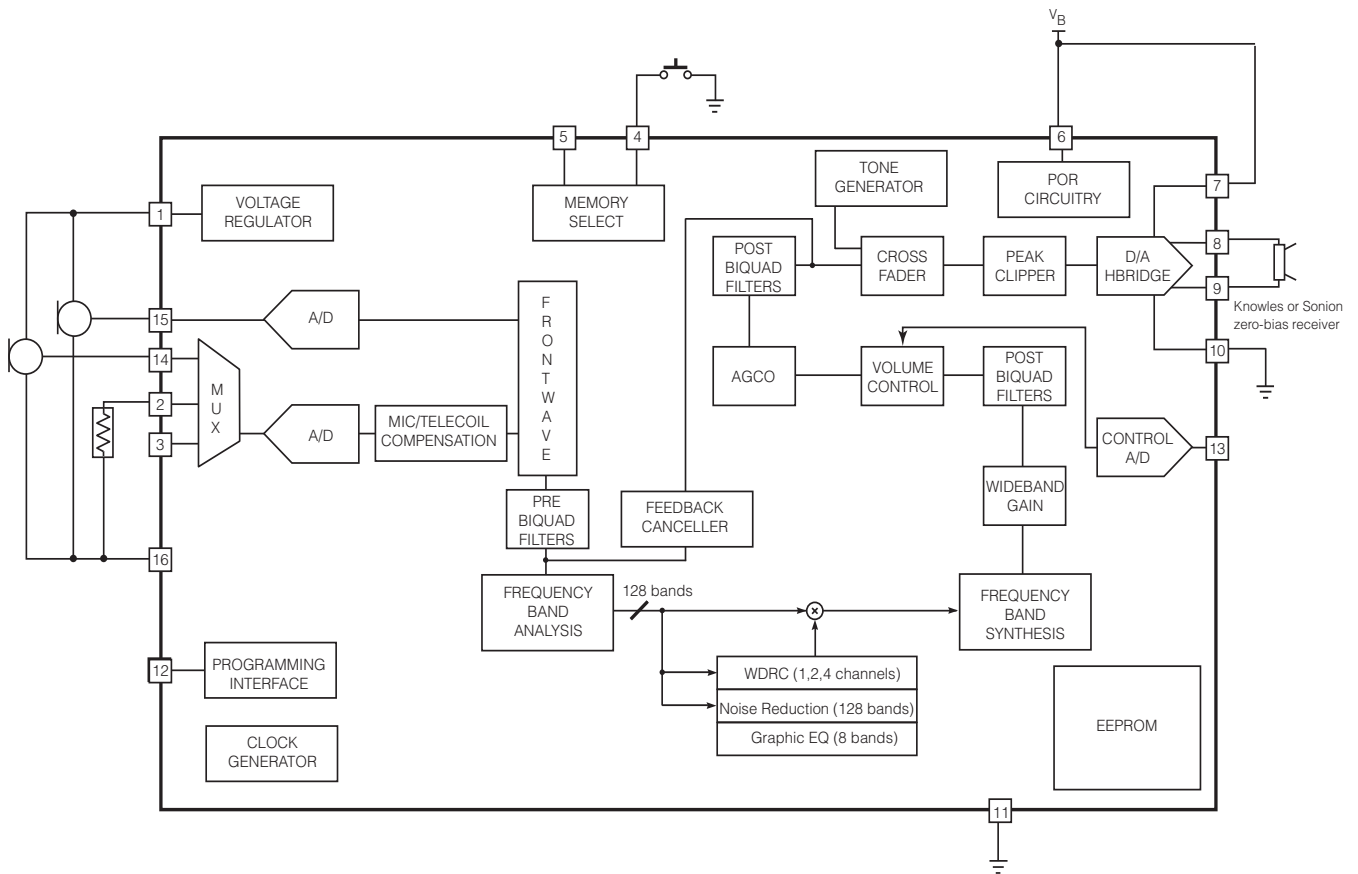 VB
5
4
6
TONE
GENERATOR
POR
CIRCUITRY
7
1
VOLTAGE
REGULATOR
MEMORY
SELECT
POST
BIQUAD
FILTERS
CROSS
FADER
PEAK
CLIPPER
D/A
HBRIDGE
8
9
Knowles or Sonion
zero-bias receiver
15
A/D
FRONTWAVE
14
MUX
2
3
A/D
MIC/TELECOIL
COMPENSATION
AGCO
VOLUME
CONTROL
POST
BIQUAD
FILTERS
10
CONTROL
A/D
13
WIDEBAND
GAIN
PRE
BIQUAD
FILTERS
FEEDBACK
CANCELLER
16
FREQUENCY
BAND
ANALYSIS
128 bands
×
FREQUENCY
BAND
SYNTHESIS
12
PROGRAMMING
INTERFACE
WDRC (1,2,4 channels)
Noise Reduction (128 bands)
Graphic EQ (8 bands)
EEPROM
CLOCK
GENERATOR
11